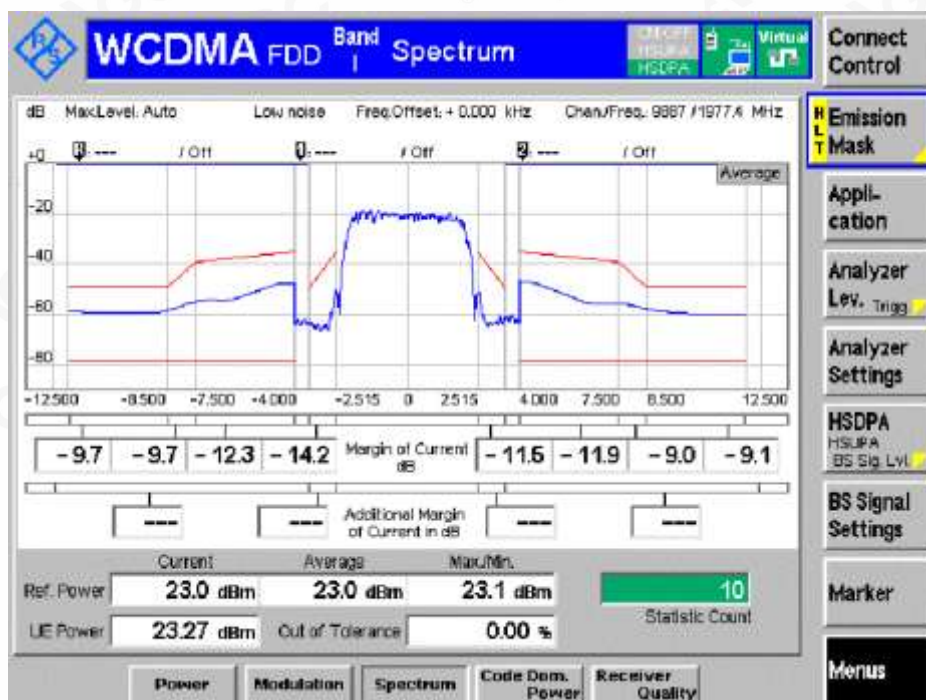 WCDMA FDD Band I Spectrum
HSDPA
Virtual
Connect Control
dB Max.Level: Auto Low noise Freq.Offset: + 0.000 kHz Chan./Freq.: 9887 / 1977.4 MHz
R L T
Emission Mask
+0 --- / Off --- / Off 2 --- / Off
Average
-20
-40
-60
-80
-12.500 -8.500 -7.500 -4.000 -2.515 0 2.515 4.000 7.500 8.500 12.500
Appli-
cation
Analyzer
Lev. Trigg
Analyzer
Settings
HSDPA
HSUPA
BS Sig. Lvl.
BS Signal
Settings
Marker
Menus
-9.7 -9.7 -12.3 -14.2 Margin of Current dB -11.5 -11.9 -9.0 -9.1
--- --- Additional Margin of Current in dB --- ---
Current Average Max./Min.
Ref. Power 23.0 dBm 23.0 dBm 23.1 dBm 10
Statistic Count
UE Power 23.27 dBm Out of Tolerance 0.00 %
Power Modulation Spectrum Code Dom. Power Receiver Quality